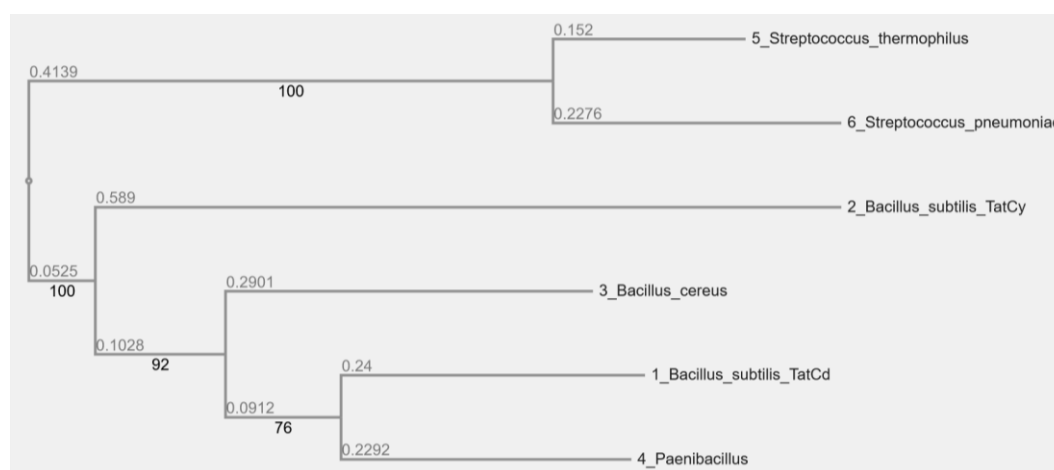 0.152
5_Streptococcus_thermophilus
0.4139
100
0.2276
6_Streptococcus_pneumoniae
0.589
2_Bacillus_subtilis_TatCy
0.0525
100
0.2901
3_Bacillus_cereus
0.1028
92
0.24
1_Bacillus_subtilis_TatCd
0.0912
76
0.2292
4_Paenibacillus